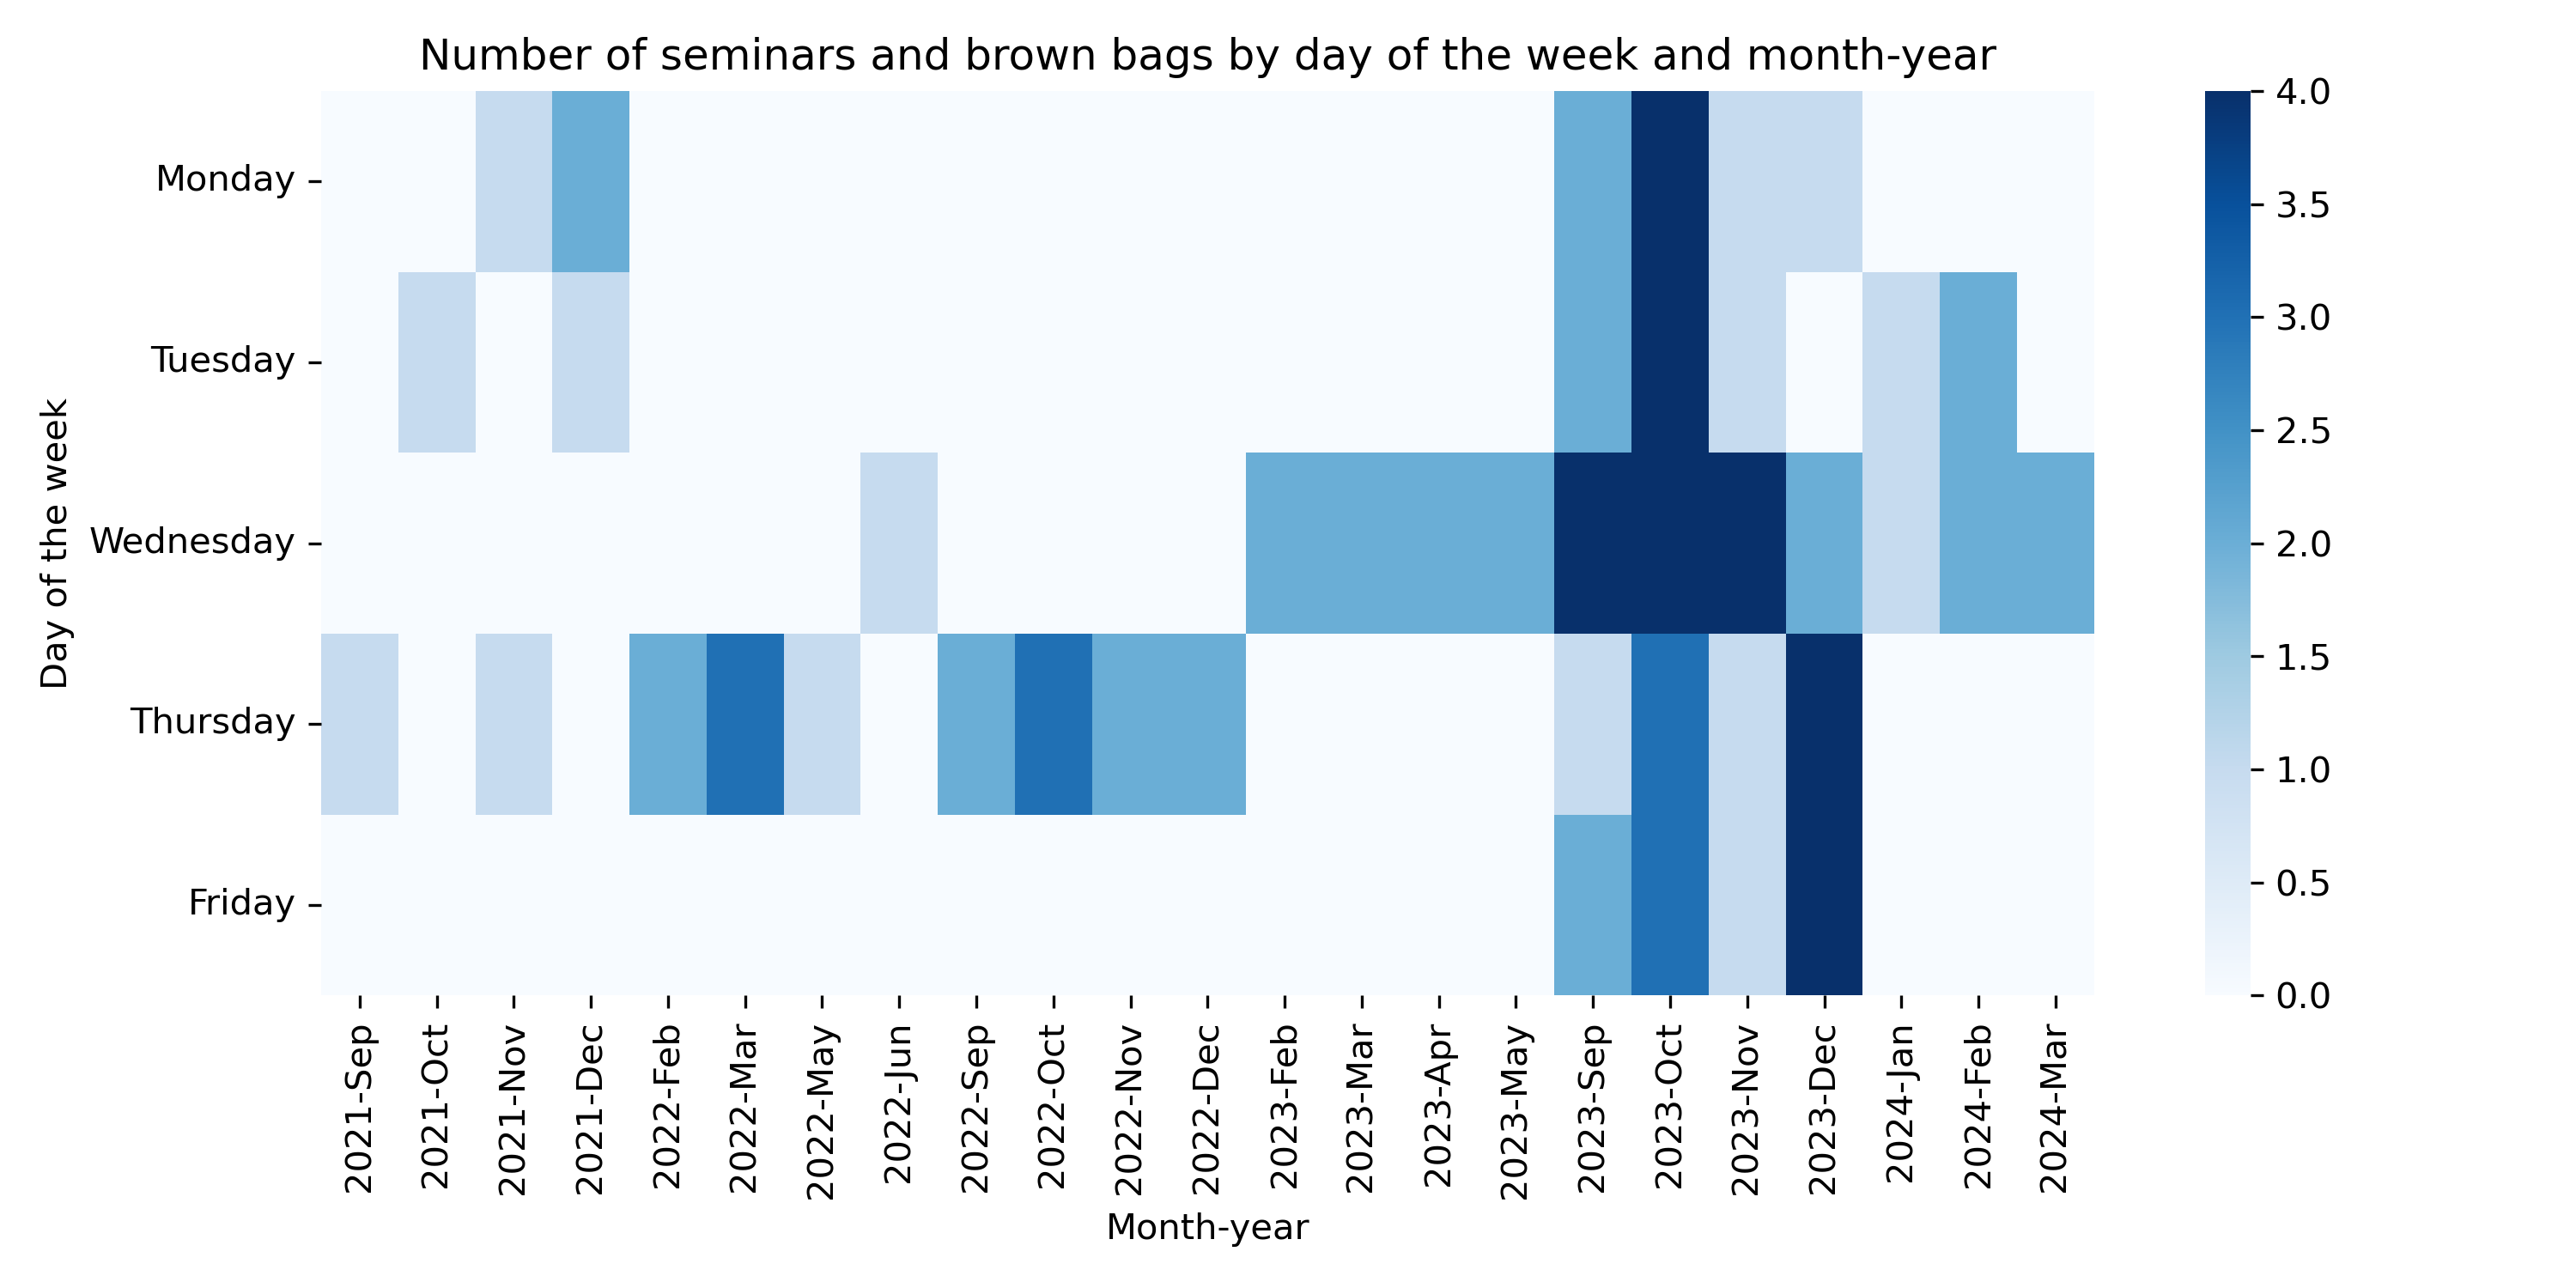 Number of seminars and brown bags by day of the week and month-year
Day of the week
Monday
Tuesday
Wednesday
Thursday
Friday
2021-Sep
2021-Oct
2021-Nov
2021-Dec
2022-Feb
2022-Mar
2022-May
2022-Jun
2022-Sep
2022-Oct
2022-Nov
2022-Dec
2023-Feb
2023-Mar
2023-Apr
2023-May
2023-Sep
2023-Oct
2023-Nov
2023-Dec
2024-Jan
2024-Feb
2024-Mar
Month-year
4.0
3.5
3.0
2.5
2.0
1.5
1.0
0.5
0.0